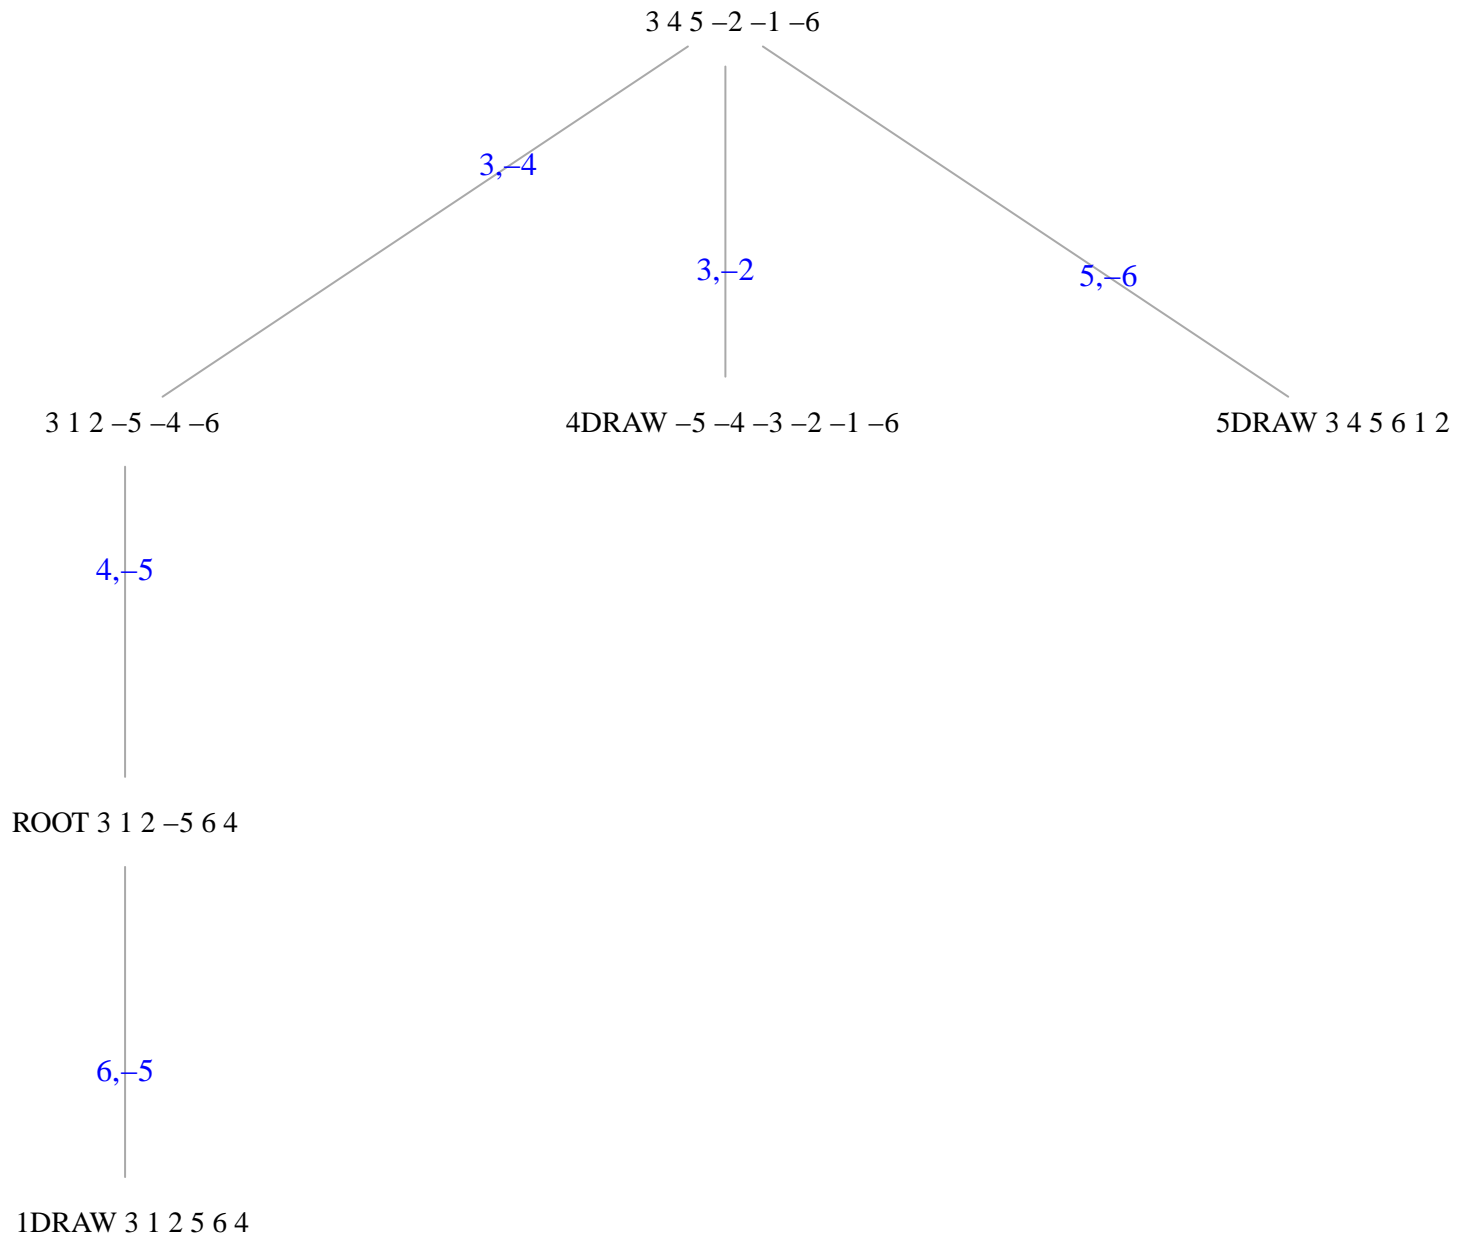 3 4 5 –2 –1 –6
3,–4
3,–2
5,–6
3 1 2 –5 –4 –6
4DRAW –5 –4 –3 –2 –1 –6
5DRAW 3 4 5 6 1 2
4,–5
ROOT 3 1 2 –5 6 4
6,–5
1DRAW 3 1 2 5 6 4